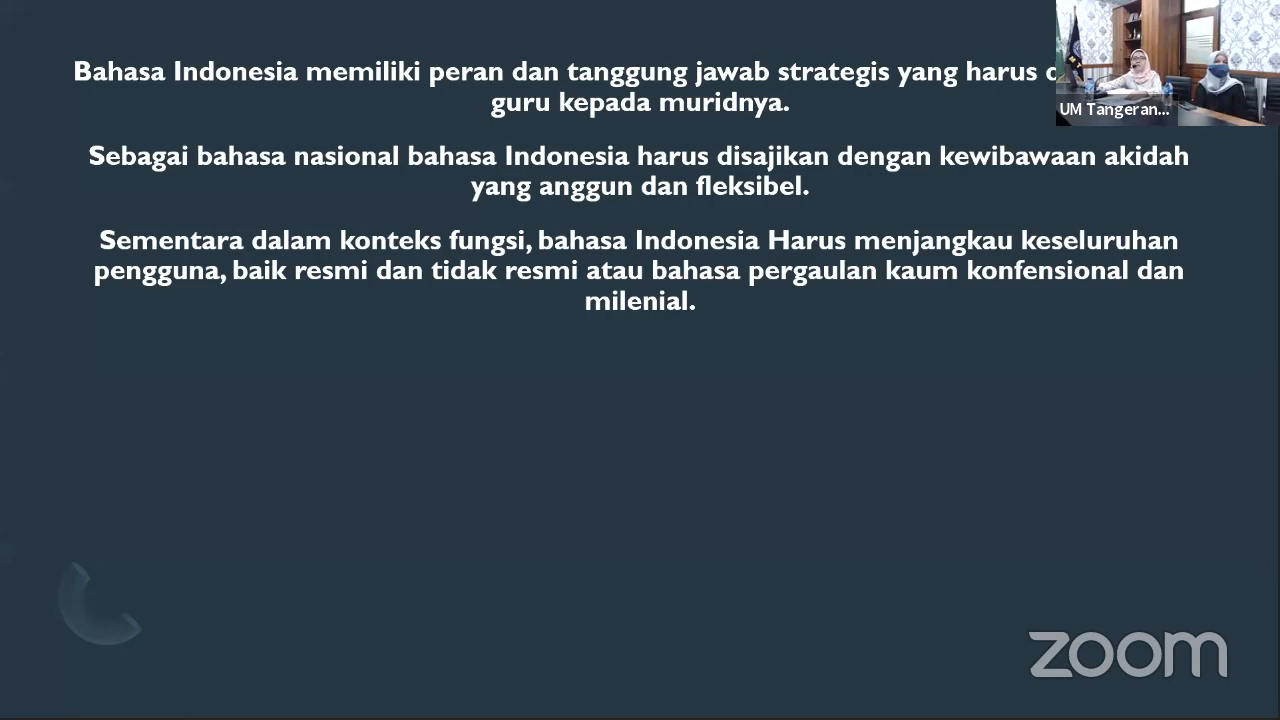 Bahasa Indonesia memiliki peran dan tanggung jawab strategis yang harus
guru kepada muridnya.
Sebagai bahasa nasional bahasa Indonesia harus disajikan dengan kewibawaan akidah
yang anggun dan fleksibel.
Sementara dalam konteks fungsi, bahasa Indonesia Harus menjangkau keseluruhan
pengguna, baik resmi dan tidak resmi atau bahasa pergaulan kaum konfensional dan
milenial.
UM Tangeran...
zoom